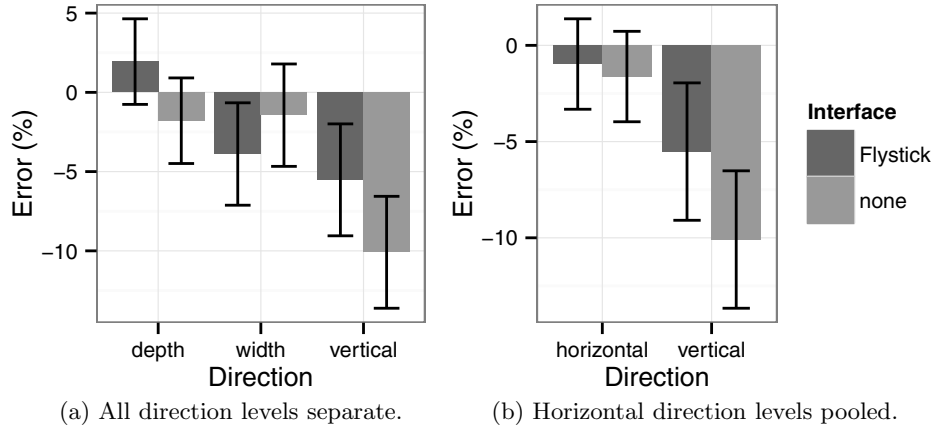 5
0
−5
−10
Error (%)
depth
width
vertical
Direction
(a) All direction levels separate.
0
−5
−10
Error (%)
horizontal
vertical
Direction
(b) Horizontal direction levels pooled.
Interface
Flystick
none